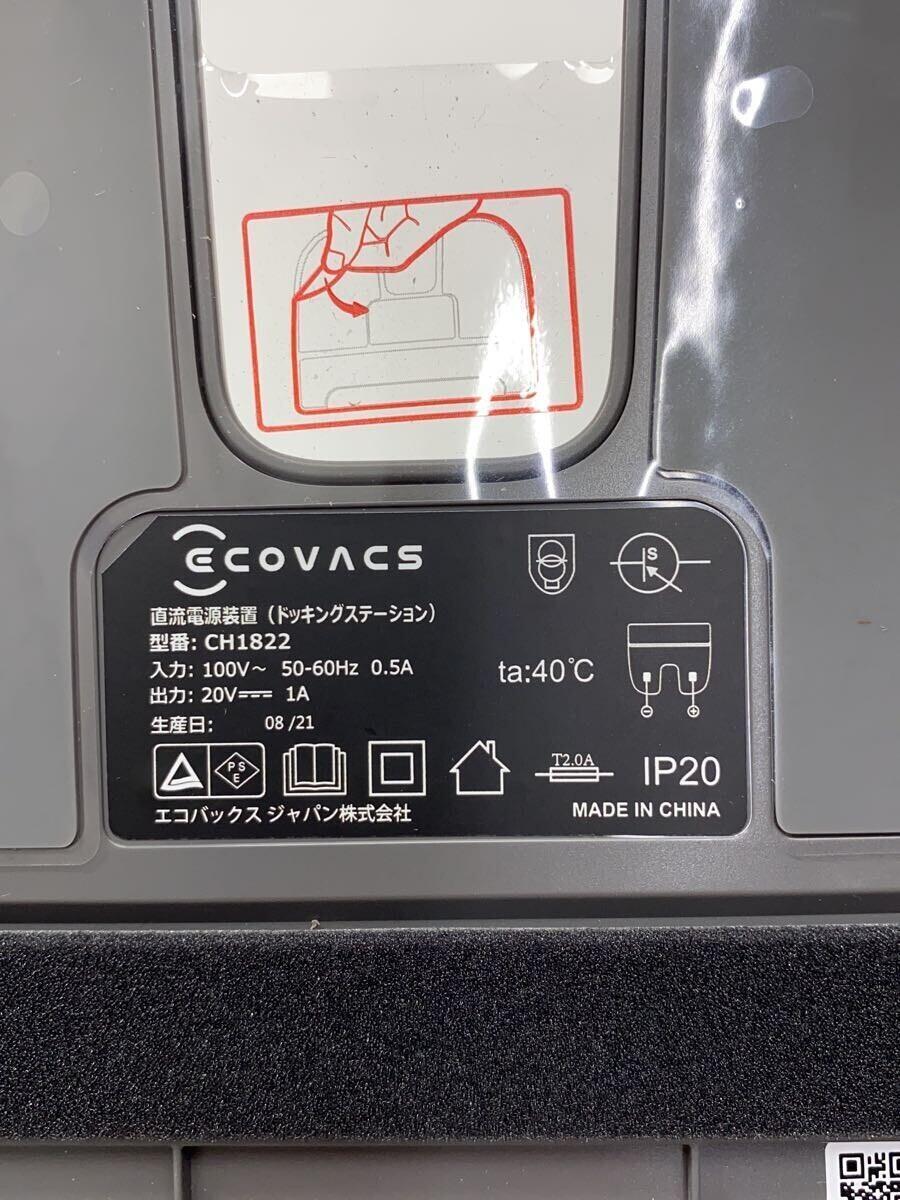 ECOVACS
直流電源装置（ドッキングステーション）
型番: CH1822
入力: 100V～ 50-60Hz 0.5A
出力: 20V⎓ 1A
生産日: 08 /21
S
ta:40℃
PS
E
T2.0A
IP20
エコバックス ジャパン株式会社
MADE IN CHINA